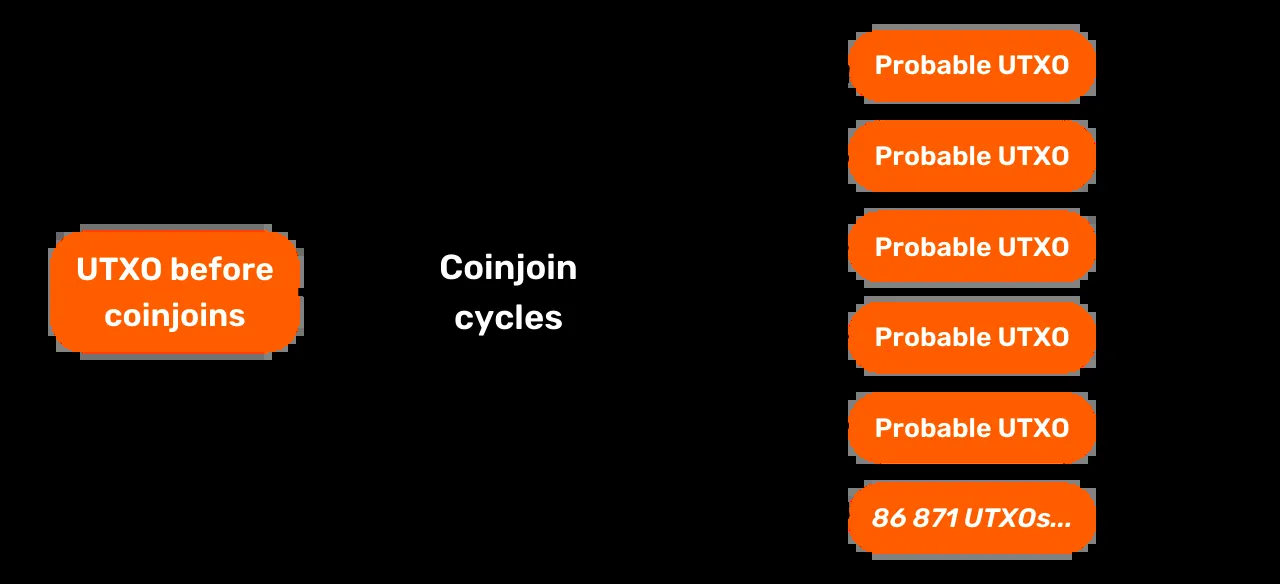 UTXO before
coinjoins
Coinjoin
cycles
Probable UTXO
Probable UTXO
Probable UTXO
Probable UTXO
Probable UTXO
86 871 UTXOs...